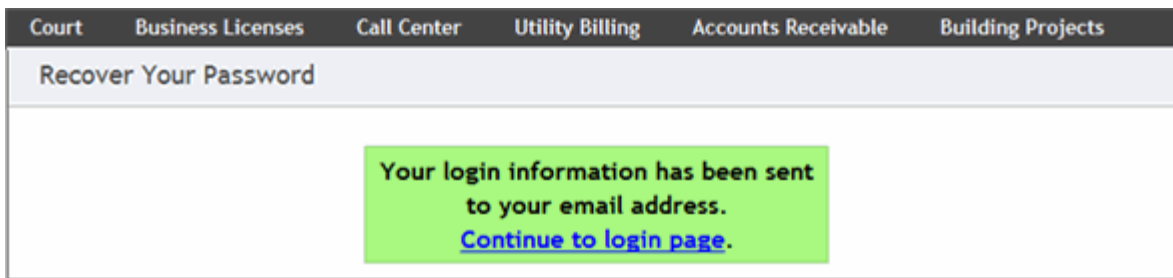 Court Business Licenses Call Center Utility Billing Accounts Receivable Building Projects
Recover Your Password
Your login information has been sent
to your email address.
Continue to login page.